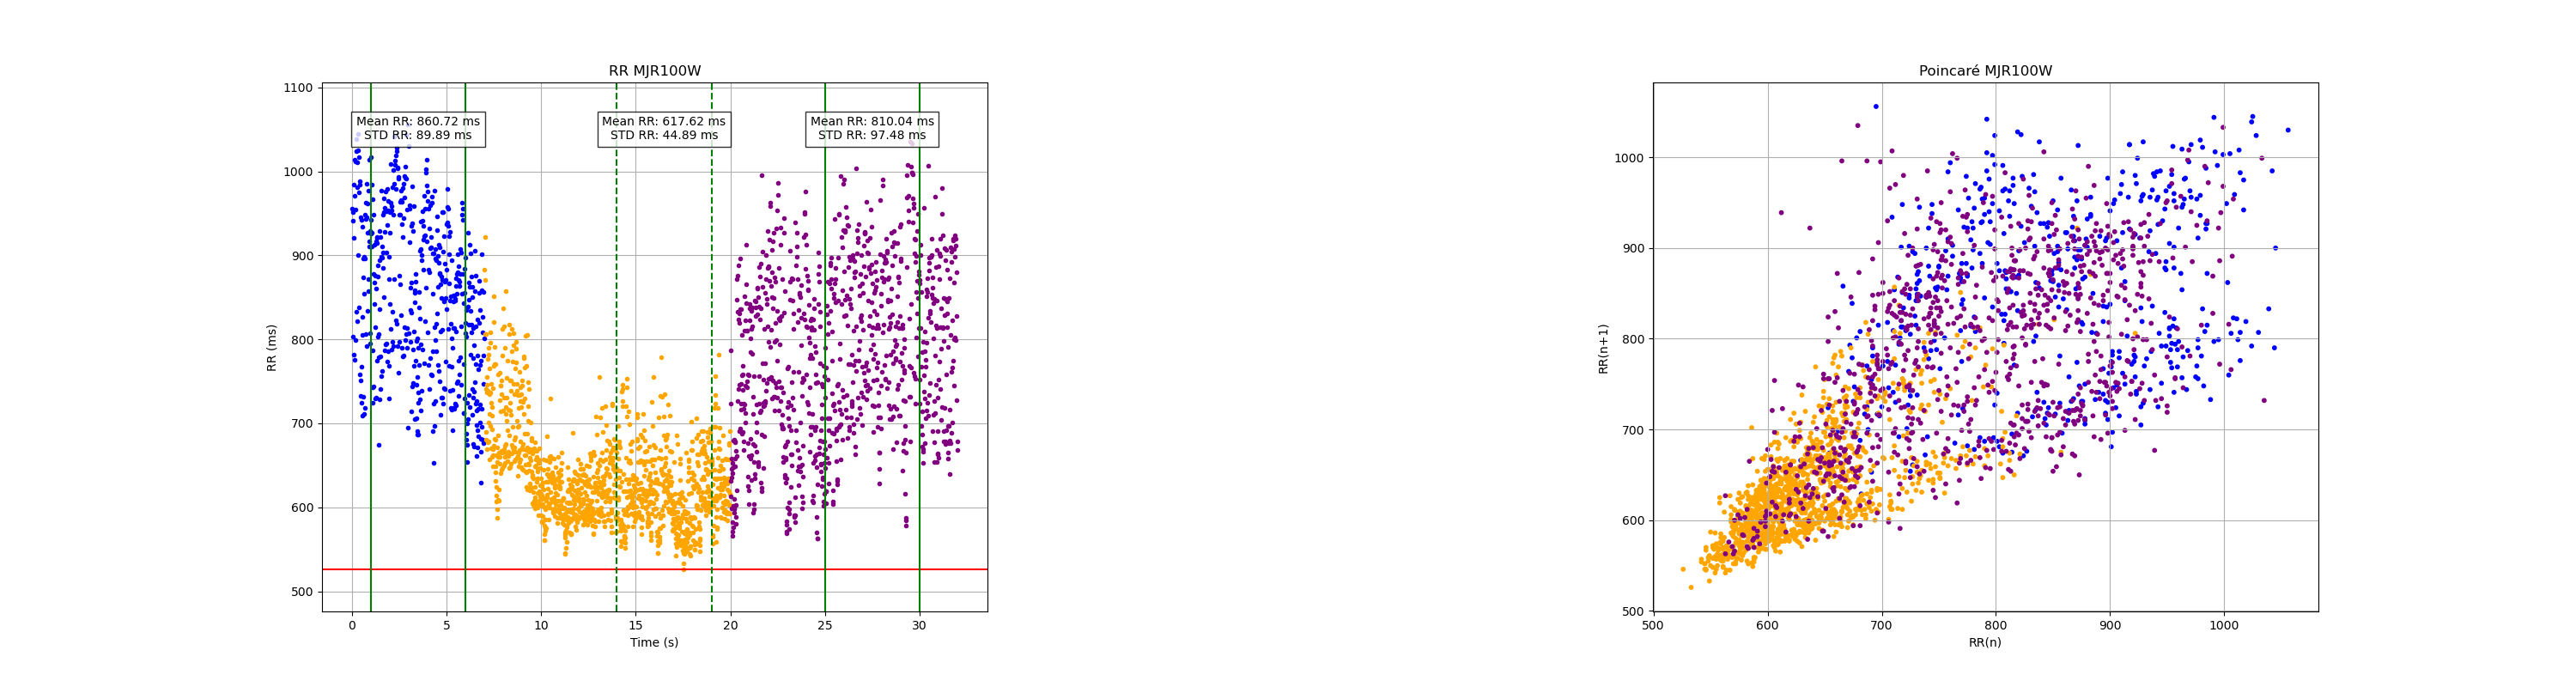 RR MJR100W
1100
1000
900
800
700
600
500
RR (ms)
Mean RR: 860.72 ms
STD RR: 89.89 ms
Mean RR: 617.62 ms
STD RR: 44.89 ms
Mean RR: 810.04 ms
STD RR: 97.48 ms
0 5 10 15 20 25 30
Time (s)
Poincaré MJR100W
1000
900
800
700
600
500
RR(n+1)
500 600 700 800 900 1000
RR(n)